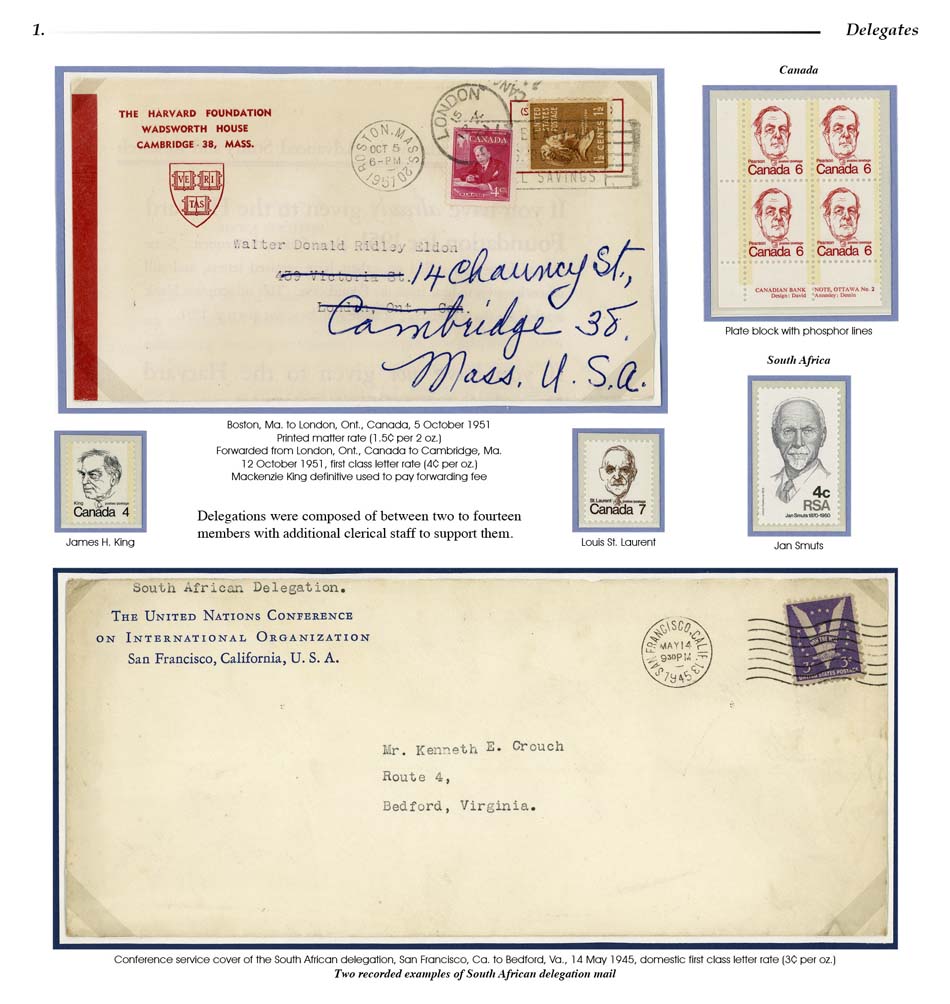 1.
Delegates
Canada
THE HARVARD FOUNDATION
WADSWORTH HOUSE
CAMBRIDGE · 38, MASS.
VE RI
TAS
BOSTON, MASS.
OCT 5
6-PM
1951
LONDON
CANADA
4¢
UNITED
STATES
POSTAGE
SAVINGS
Walter Donald Ridley Eldon
439 Victoria St. 14 Chauncy St.,
London, Ont., Can.
Cambridge 38.
Mass. U. S. A.
Pearson
Canada 6
Pearson
Canada 6
Pearson
Canada 6
Pearson
Canada 6
CANADIAN BANK NOTE, OTTAWA No. 2
Design: David Annesley: Dessin
Plate block with phosphor lines
South Africa
Boston, Ma. to London, Ont., Canada, 5 October 1951
Printed matter rate (1.5¢ per 2 oz.)
Forwarded from London, Ont., Canada to Cambridge, Ma.
12 October 1951, first class letter rate (4¢ per oz.)
Mackenzie King definitive used to pay forwarding fee
King
Canada 4
James H. King
Delegations were composed of between two to fourteen
members with additional clerical staff to support them.
St. Laurent
Canada 7
Louis St. Laurent
4c
RSA
Jan Smuts 1870-1950
Jan Smuts
South African Delegation.
THE UNITED NATIONS CONFERENCE
ON INTERNATIONAL ORGANIZATION
San Francisco, California, U. S. A.
SAN FRANCISCO, CALIF. 13
MAY 14
930 PM
1945
WIN THE WAR
3¢ 3¢
UNITED STATES POSTAGE
Mr. Kenneth E. Crouch
Route 4,
Bedford, Virginia.
Conference service cover of the South African delegation, San Francisco, Ca. to Bedford, Va., 14 May 1945, domestic first class letter rate (3¢ per oz.)
Two recorded examples of South African delegation mail